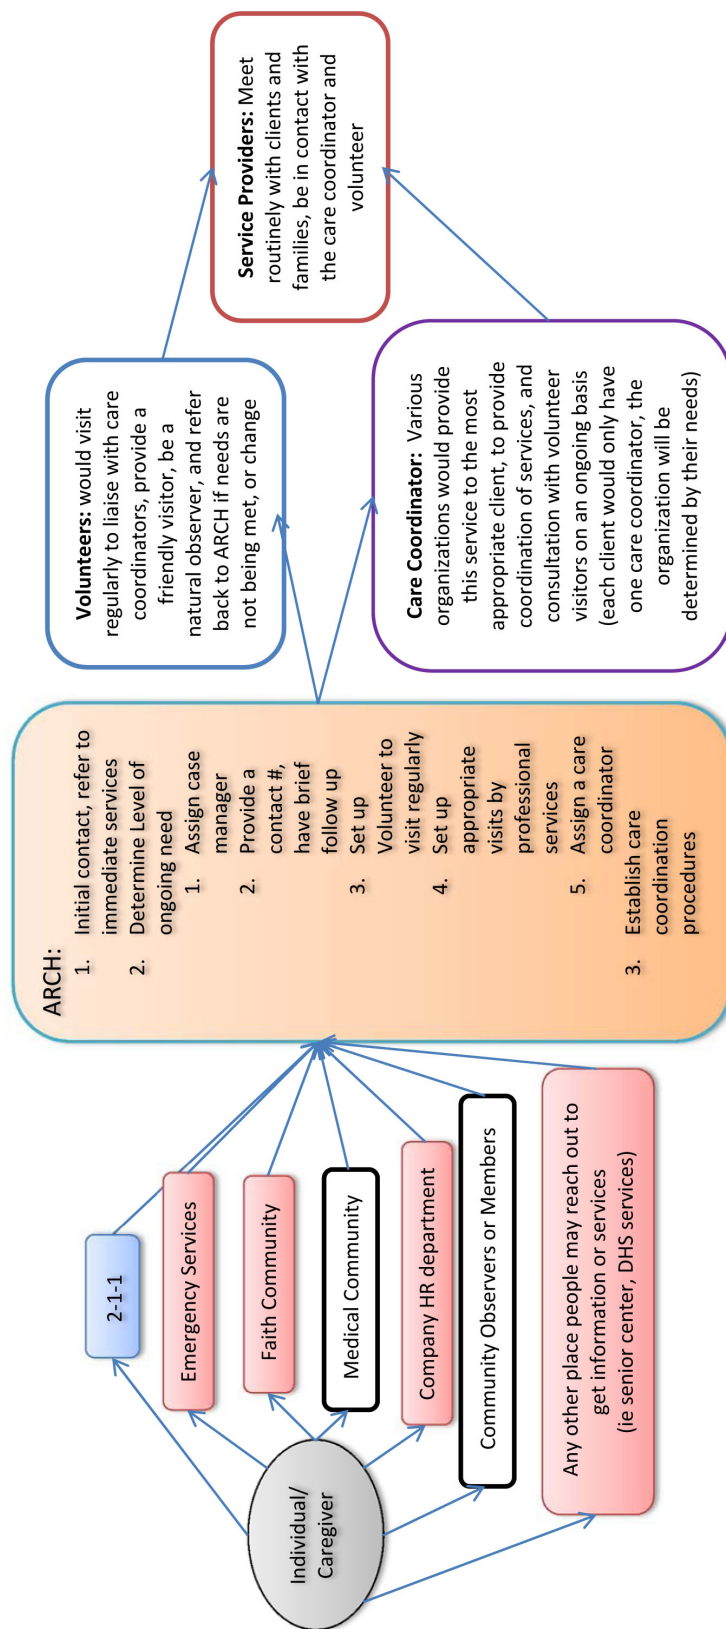 Individual/
Caregiver
2-1-1
Emergency Services
Faith Community
Medical Community
Company HR department
Community Observers or Members
Any other place people may reach out to
get information or services
(ie senior center, DHS services)
ARCH:
1. Initial contact, refer to
immediate services
2. Determine Level of
ongoing need
1. Assign case
manager
2. Provide a
contact #,
have brief
follow up
3. Set up
Volunteer to
visit regularly
4. Set up
appropriate
visits by
professional
services
5. Assign a care
coordinator
3. Establish care
coordination
procedures
Volunteers: would visit
regularly to liaise with care
coordinators, provide a
friendly visitor, be a
natural observer, and refer
back to ARCH if needs are
not being met, or change
Care Coordinator: Various
organizations would provide
this service to the most
appropriate client, to provide
coordination of services, and
consultation with volunteer
visitors on an ongoing basis
(each client would only have
one care coordinator, the
organization will be
determined by their needs)
Service Providers: Meet
routinely with clients and
families, be in contact with
the care coordinator and
volunteer